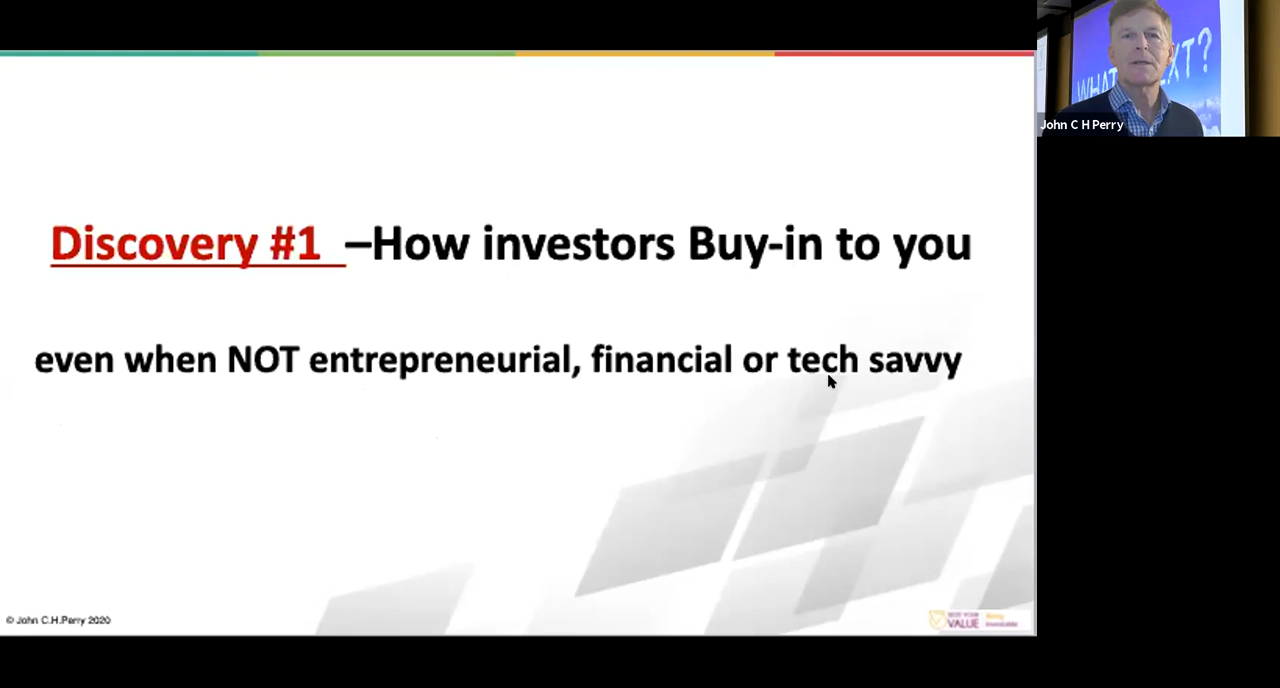 Discovery #1 –How investors Buy-in to you
even when NOT entrepreneurial, financial or tech savvy
© John C.H.Perry 2020
VALUE
John C H Perry